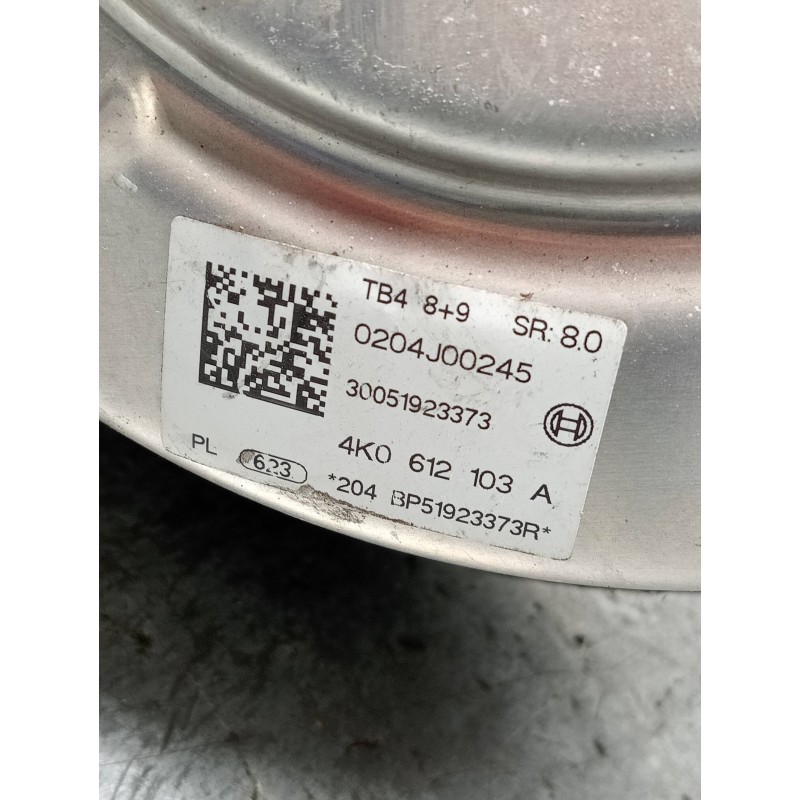 TB4 8+9 SR: 8.0
0204J00245
30051923373
4K0 612 103 A
PL 623 *204 BP51923373R*